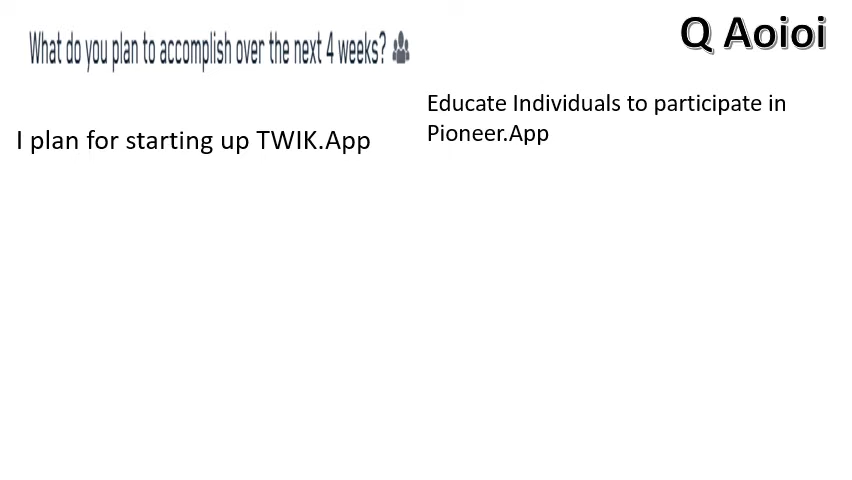 What do you plan to accomplish over the next 4 weeks?
Q Aoioi
I plan for starting up TWIK.App
Educate Individuals to participate in
Pioneer.App